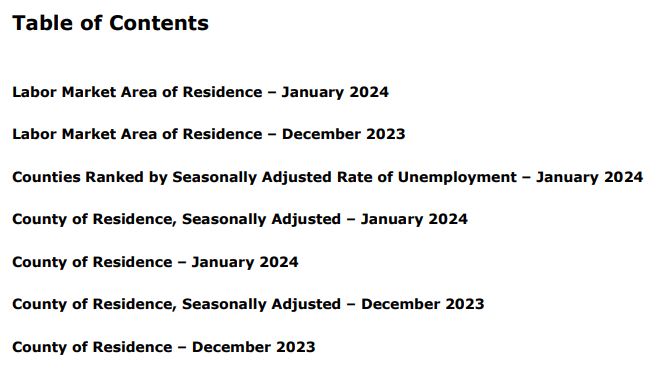 Table of Contents
Labor Market Area of Residence – January 2024
Labor Market Area of Residence – December 2023
Counties Ranked by Seasonally Adjusted Rate of Unemployment – January 2024
County of Residence, Seasonally Adjusted – January 2024
County of Residence – January 2024
County of Residence, Seasonally Adjusted – December 2023
County of Residence – December 2023